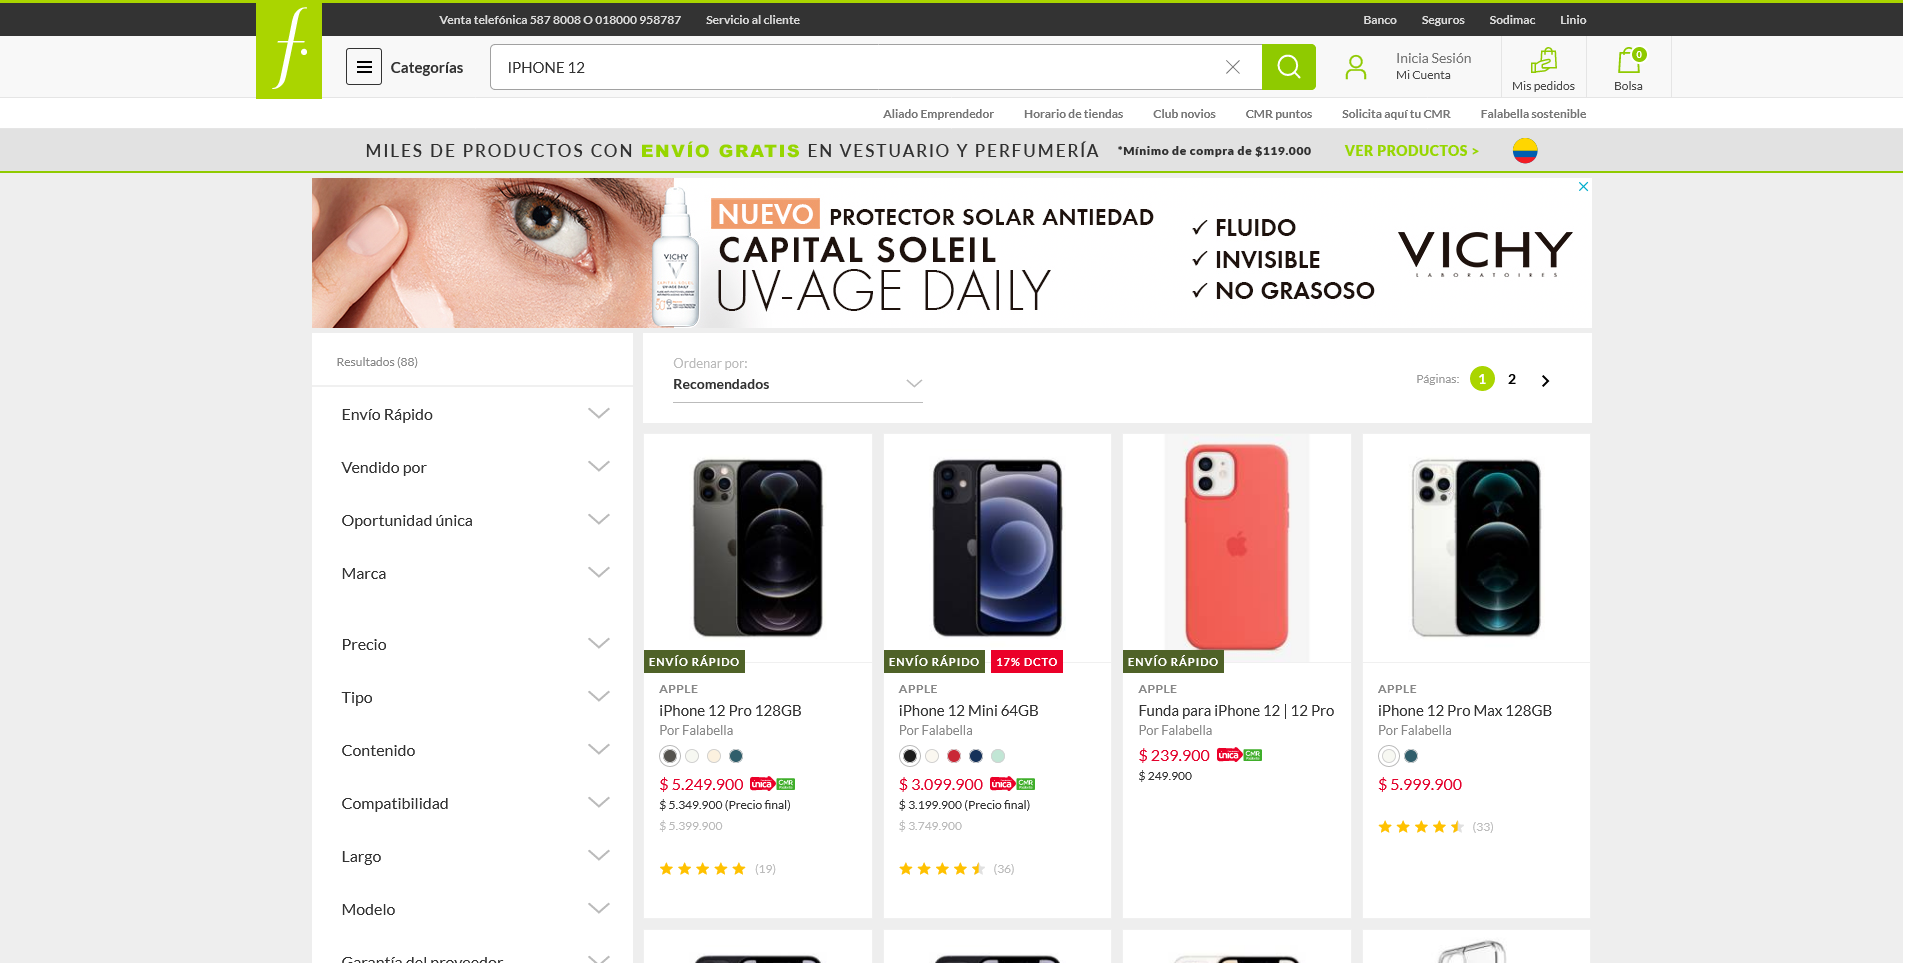 Venta telefónica 587 8008 O 018000 958787 Servicio al cliente Banco Seguros Sodimac Linio
f.
Categorías IPHONE 12 Inicia Sesión
Mi Cuenta
Mis pedidos
0
Bolsa
Aliado Emprendedor Horario de tiendas Club novios CMR puntos Solicita aquí tu CMR Falabella sostenible
MILES DE PRODUCTOS CON ENVÍO GRATIS EN VESTUARIO Y PERFUMERÍA *Mínimo de compra de $119.000 VER PRODUCTOS >
NUEVO PROTECTOR SOLAR ANTIEDAD
CAPITAL SOLEIL
UV-AGE DAILY
✓ FLUIDO
✓ INVISIBLE
✓ NO GRASOSO
VICHY
LABORATOIRES
VICHY
Resultados (88)
Envío Rápido
Vendido por
Oportunidad única
Marca
Precio
Tipo
Contenido
Compatibilidad
Largo
Modelo
Garantía del proveedor
Ordenar por:
Recomendados
Páginas: 1 2
ENVÍO RÁPIDO
APPLE
iPhone 12 Pro 128GB
Por Falabella
$ 5.249.900 única CMR
$ 5.349.900 (Precio final)
$ 5.399.900
(19)
ENVÍO RÁPIDO 17% DCTO
APPLE
iPhone 12 Mini 64GB
Por Falabella
$ 3.099.900 única CMR
$ 3.199.900 (Precio final)
$ 3.749.900
(36)
ENVÍO RÁPIDO
APPLE
Funda para iPhone 12 | 12 Pro
Por Falabella
$ 239.900 única CMR
$ 249.900
APPLE
iPhone 12 Pro Max 128GB
Por Falabella
$ 5.999.900
(33)